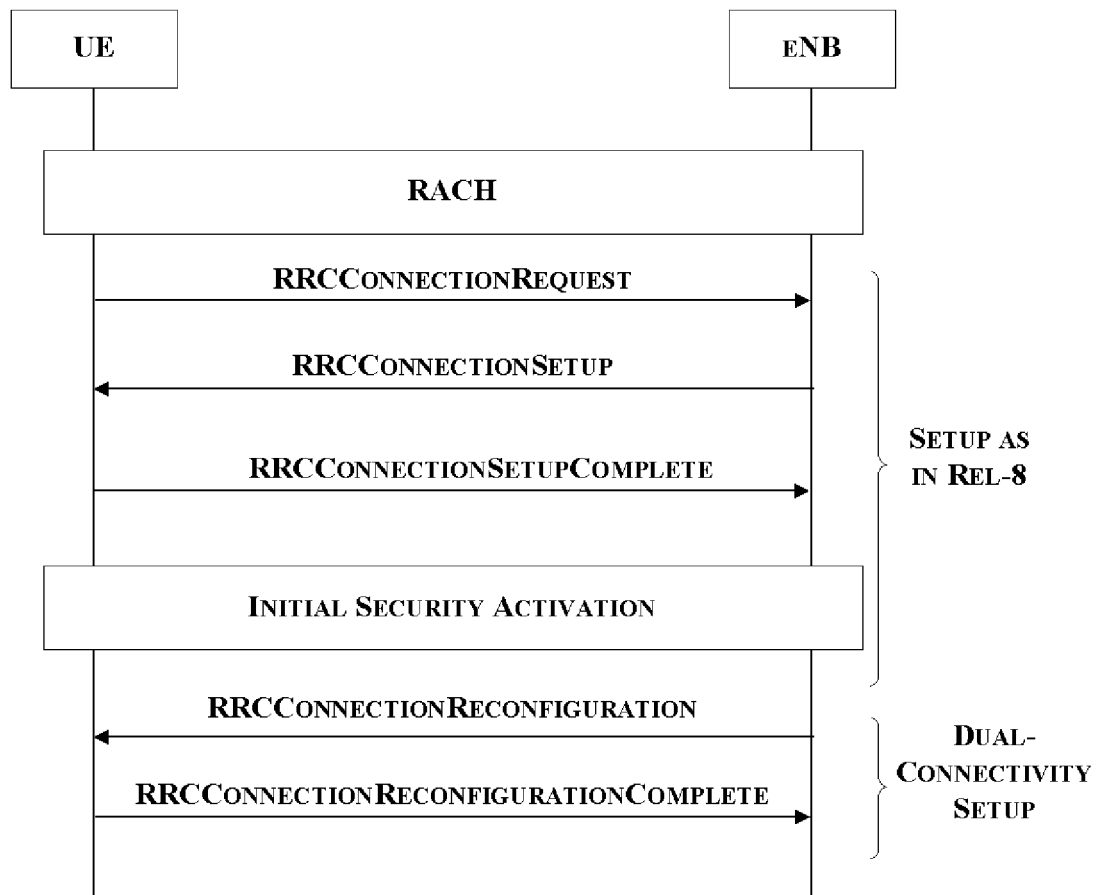 UE
eNB
RACH
RRCConnectionRequest
RRCConnectionSetup
Setup as
in Rel-8
RRCConnectionSetupComplete
Initial Security Activation
RRCConnectionReconfiguration
Dual-
Connectivity
Setup
RRCConnectionReconfigurationComplete